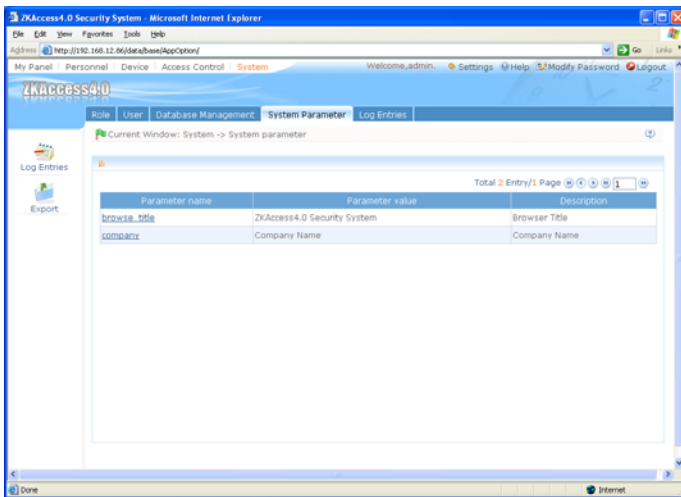 ZKAccess4.0 Security System - Microsoft Internet Explorer
File Edit View Favorites Tools Help
Address http://192.168.12.86/data/base/AppOption/ Go Links
My Panel Personnel Device Access Control System Welcome,admin. Settings Help Modify Password Logout
ZKAccess4.0
Role User Database Management System Parameter Log Entries
Current Window: System -> System parameter
Log Entries
Export
Total 2 Entry/1 Page 1
Parameter name Parameter value Description
browse_title ZKAccess4.0 Security System Browser Title
company Company Name Company Name
Done Internet